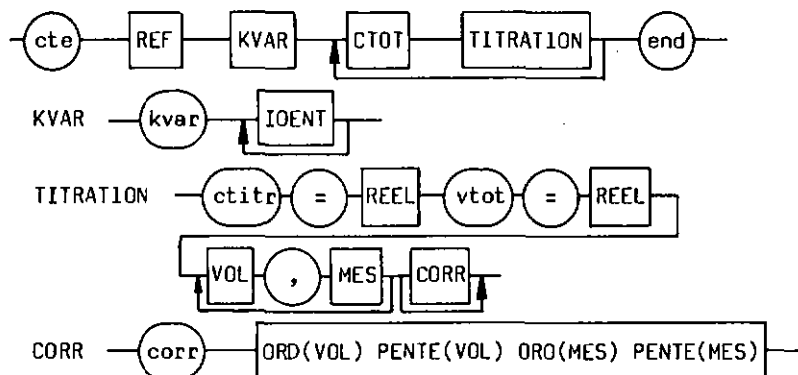 cte REF KVAR CTOT TITRATION end
KVAR kvar IOENT
TITRATION ctitr = REEL vtot = REEL
VOL , MES CORR
CORR corr ORD(VOL) PENTE(VOL) ORO(MES) PENTE(MES)